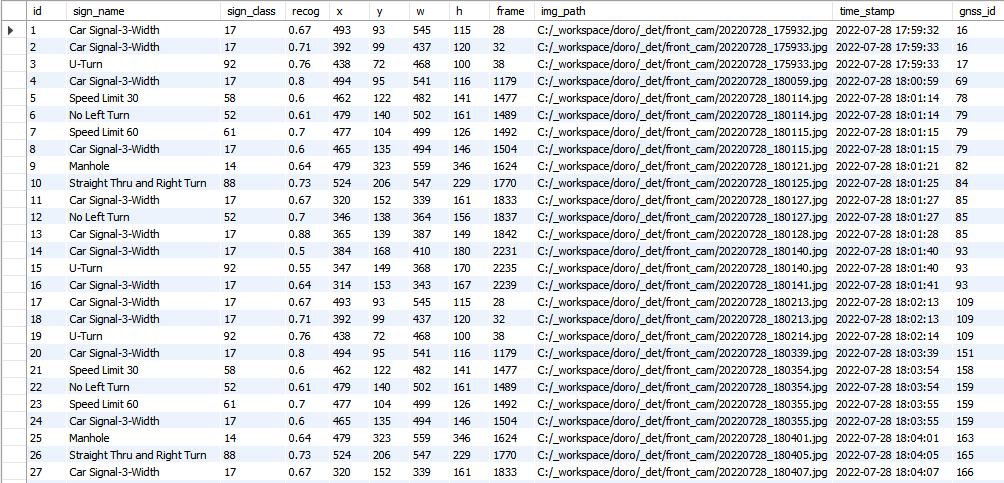 id sign_name sign_class recog x y w h frame img_path time_stamp gnss_id
1 Car Signal-3-Width 17 0.67 493 93 545 115 28 C:/_workspace/doro/_det/front_cam/20220728_175932.jpg 2022-07-28 17:59:32 16
2 Car Signal-3-Width 17 0.71 392 99 437 120 32 C:/_workspace/doro/_det/front_cam/20220728_175933.jpg 2022-07-28 17:59:33 16
3 U-Turn 92 0.76 438 72 468 100 38 C:/_workspace/doro/_det/front_cam/20220728_175933.jpg 2022-07-28 17:59:33 17
4 Car Signal-3-Width 17 0.8 494 95 541 116 1179 C:/_workspace/doro/_det/front_cam/20220728_180059.jpg 2022-07-28 18:00:59 69
5 Speed Limit 30 58 0.6 462 122 482 141 1477 C:/_workspace/doro/_det/front_cam/20220728_180114.jpg 2022-07-28 18:01:14 78
6 No Left Turn 52 0.61 479 140 502 161 1489 C:/_workspace/doro/_det/front_cam/20220728_180114.jpg 2022-07-28 18:01:14 79
7 Speed Limit 60 61 0.7 477 104 499 126 1492 C:/_workspace/doro/_det/front_cam/20220728_180115.jpg 2022-07-28 18:01:15 79
8 Car Signal-3-Width 17 0.6 465 135 494 146 1504 C:/_workspace/doro/_det/front_cam/20220728_180115.jpg 2022-07-28 18:01:15 79
9 Manhole 14 0.64 479 323 559 346 1624 C:/_workspace/doro/_det/front_cam/20220728_180121.jpg 2022-07-28 18:01:21 82
10 Straight Thru and Right Turn 88 0.73 524 206 547 229 1770 C:/_workspace/doro/_det/front_cam/20220728_180125.jpg 2022-07-28 18:01:25 84
11 Car Signal-3-Width 17 0.67 320 152 339 161 1833 C:/_workspace/doro/_det/front_cam/20220728_180127.jpg 2022-07-28 18:01:27 85
12 No Left Turn 52 0.7 346 138 364 156 1837 C:/_workspace/doro/_det/front_cam/20220728_180127.jpg 2022-07-28 18:01:27 85
13 Car Signal-3-Width 17 0.88 365 139 387 149 1842 C:/_workspace/doro/_det/front_cam/20220728_180128.jpg 2022-07-28 18:01:28 85
14 Car Signal-3-Width 17 0.5 384 168 410 180 2231 C:/_workspace/doro/_det/front_cam/20220728_180140.jpg 2022-07-28 18:01:40 93
15 U-Turn 92 0.55 347 149 368 170 2235 C:/_workspace/doro/_det/front_cam/20220728_180140.jpg 2022-07-28 18:01:40 93
16 Car Signal-3-Width 17 0.64 314 153 343 167 2239 C:/_workspace/doro/_det/front_cam/20220728_180141.jpg 2022-07-28 18:01:41 93
17 Car Signal-3-Width 17 0.67 493 93 545 115 28 C:/_workspace/doro/_det/front_cam/20220728_180213.jpg 2022-07-28 18:02:13 109
18 Car Signal-3-Width 17 0.71 392 99 437 120 32 C:/_workspace/doro/_det/front_cam/20220728_180213.jpg 2022-07-28 18:02:13 109
19 U-Turn 92 0.76 438 72 468 100 38 C:/_workspace/doro/_det/front_cam/20220728_180214.jpg 2022-07-28 18:02:14 109
20 Car Signal-3-Width 17 0.8 494 95 541 116 1179 C:/_workspace/doro/_det/front_cam/20220728_180339.jpg 2022-07-28 18:03:39 151
21 Speed Limit 30 58 0.6 462 122 482 141 1477 C:/_workspace/doro/_det/front_cam/20220728_180354.jpg 2022-07-28 18:03:54 158
22 No Left Turn 52 0.61 479 140 502 161 1489 C:/_workspace/doro/_det/front_cam/20220728_180354.jpg 2022-07-28 18:03:54 159
23 Speed Limit 60 61 0.7 477 104 499 126 1492 C:/_workspace/doro/_det/front_cam/20220728_180355.jpg 2022-07-28 18:03:55 159
24 Car Signal-3-Width 17 0.6 465 135 494 146 1504 C:/_workspace/doro/_det/front_cam/20220728_180355.jpg 2022-07-28 18:03:55 159
25 Manhole 14 0.64 479 323 559 346 1624 C:/_workspace/doro/_det/front_cam/20220728_180401.jpg 2022-07-28 18:04:01 163
26 Straight Thru and Right Turn 88 0.73 524 206 547 229 1770 C:/_workspace/doro/_det/front_cam/20220728_180405.jpg 2022-07-28 18:04:05 165
27 Car Signal-3-Width 17 0.67 320 152 339 161 1833 C:/_workspace/doro/_det/front_cam/20220728_180407.jpg 2022-07-28 18:04:07 166